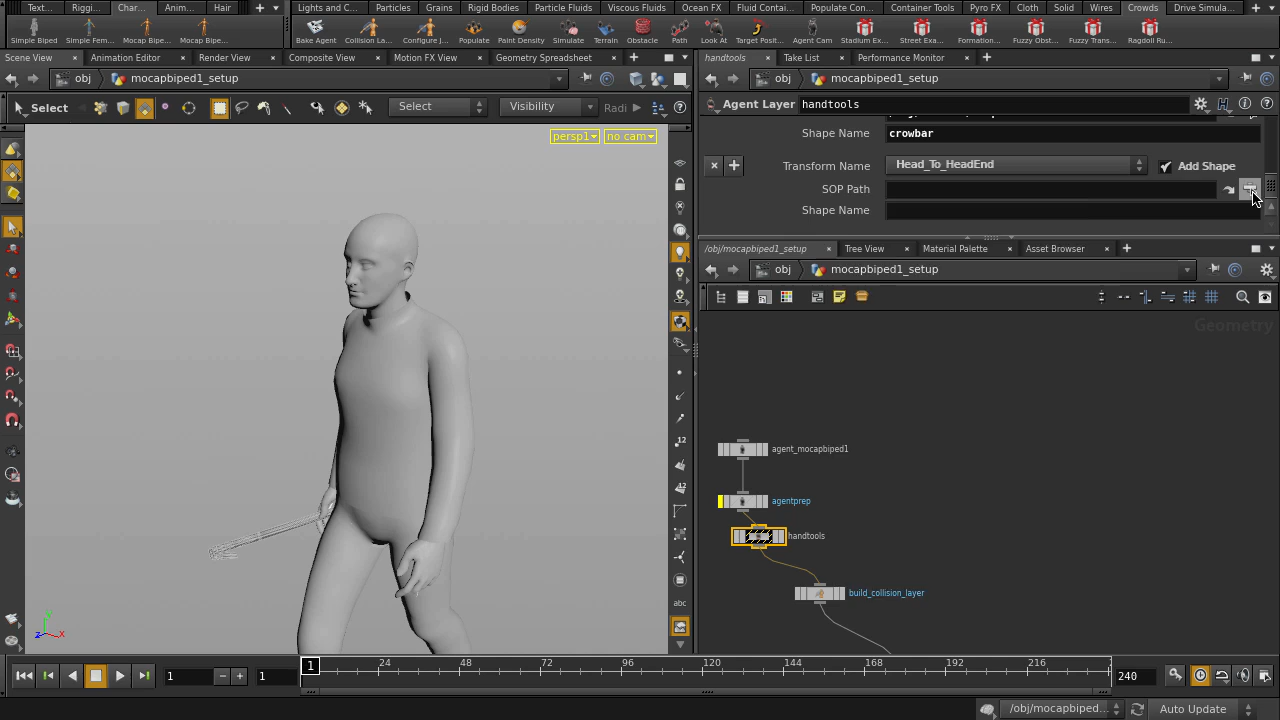 Text...
Riggi...
Char...
Anim...
Hair
Lights and C...
Particles
Grains
Rigid Bodies
Particle Fluids
Viscous Fluids
Ocean FX
Fluid Contai...
Populate Con...
Container Tools
Pyro FX
Cloth
Solid
Wires
Crowds
Drive Simula...
Simple Biped
Simple Fem...
Mocap Bipe...
Mocap Bipe...
Bake Agent
Collision La...
Configure J...
Populate
Paint Density
Simulate
Terrain
Obstacle
Path
Look At
Target Posit...
Agent Cam
Stadium Ex...
Street Exa...
Formation...
Fuzzy Obst...
Fuzzy Trans...
Ragdoll Ru...
Scene View
Animation Editor
Render View
Composite View
Motion FX View
Geometry Spreadsheet
handtools
Take List
Performance Monitor
obj
mocapbiped1_setup
obj
mocapbiped1_setup
Select
Select
Visibility
Radi
Agent Layer
handtools
persp1
no cam
Shape Name
crowbar
Transform Name
Head_To_HeadEnd
Add Shape
SOP Path
Shape Name
/obj/mocapbiped1_setup
Tree View
Material Palette
Asset Browser
obj
mocapbiped1_setup
Geometry
agent_mocapbiped1
agentprep
handtools
build_collision_layer
12
12
abc
y
z
x
1
1
1
24
48
72
96
120
144
168
192
216
240
/obj/mocapbiped...
Auto Update